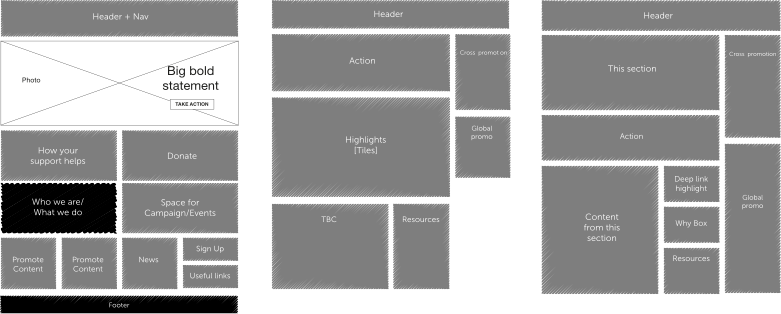 Header + Nav
Photo
Big bold
statement
TAKE ACTION
How your
support helps
Donate
Who we are/
What we do
Space for
Campaign/Events
Promote
Content
Promote
Content
News
Sign Up
Useful links
Footer
Header
Action
Cross promotion
Highlights
[Tiles]
Global
promo
TBC
Resources
Header
This section
Cross promotion
Action
Content
from this
section
Deep link
highlight
Why Box
Resources
Global
promo